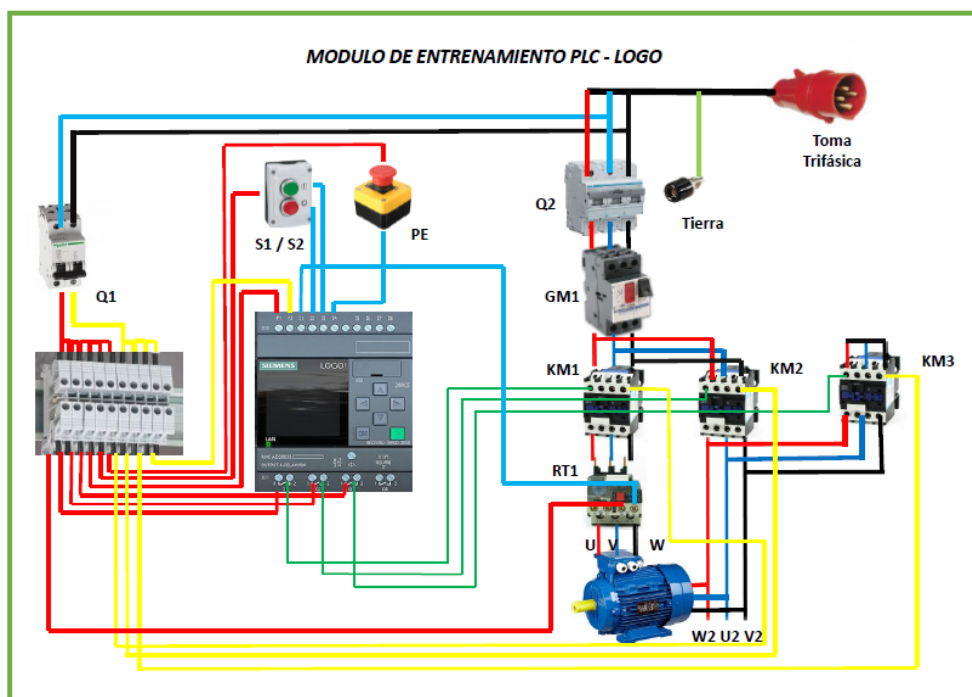 MODULO DE ENTRENAMIENTO PLC - LOGO
Toma
Trifásica
Q2
Tierra
S1 / S2
PE
Q1
GM1
SIEMENS
LOGO!
KM1
KM2
KM3
LAN
RT1
U V W
W2 U2 V2